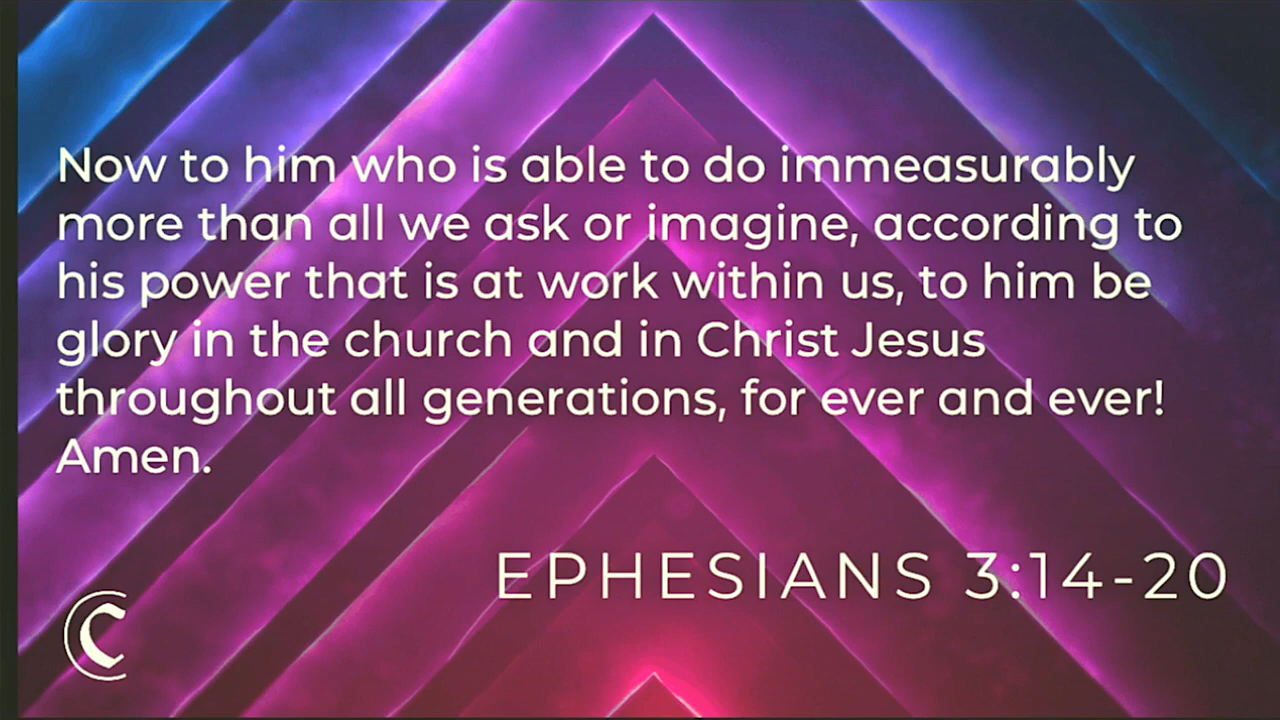 Now to him who is able to do immeasurably
more than all we ask or imagine, according to
his power that is at work within us, to him be
glory in the church and in Christ Jesus
throughout all generations, for ever and ever!
Amen.
EPHESIANS 3:14-20
C